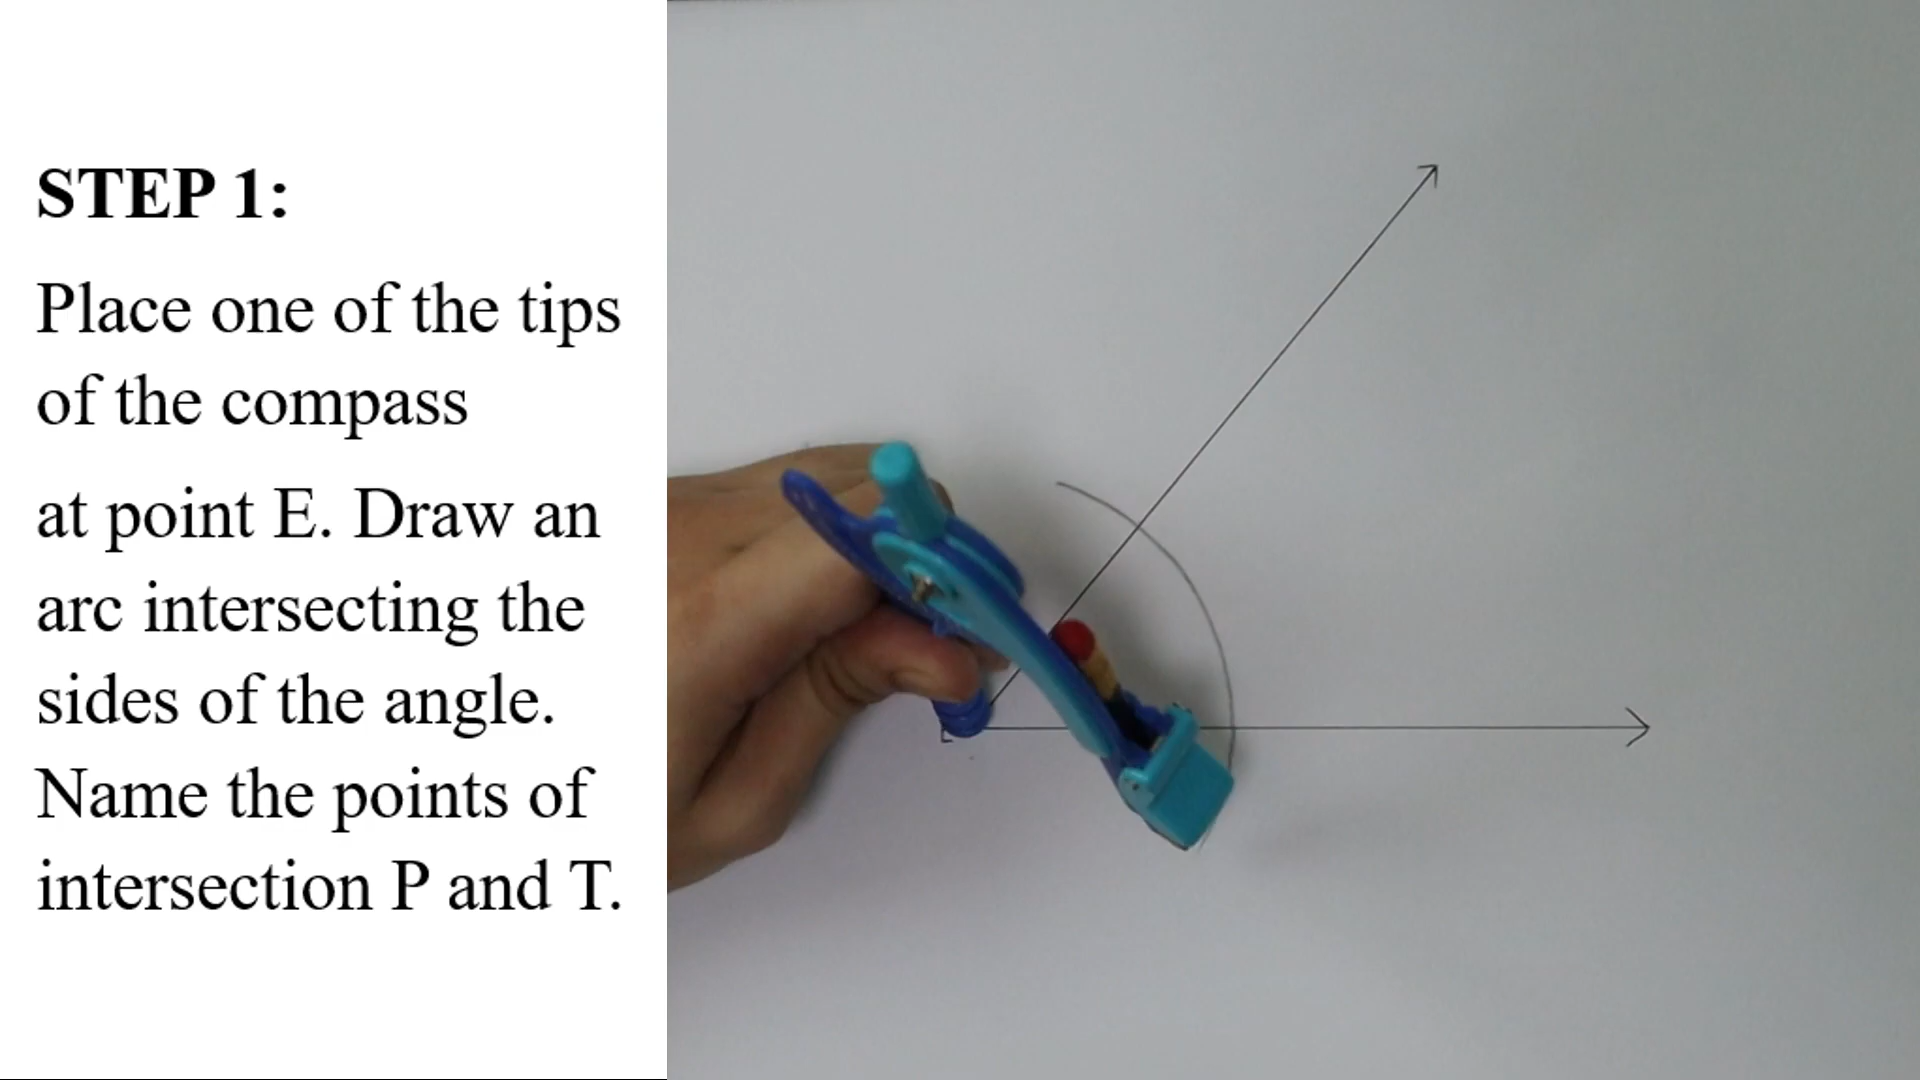 STEP 1:
Place one of the tips
of the compass
at point E. Draw an
arc intersecting the
sides of the angle.
Name the points of
intersection P and T.